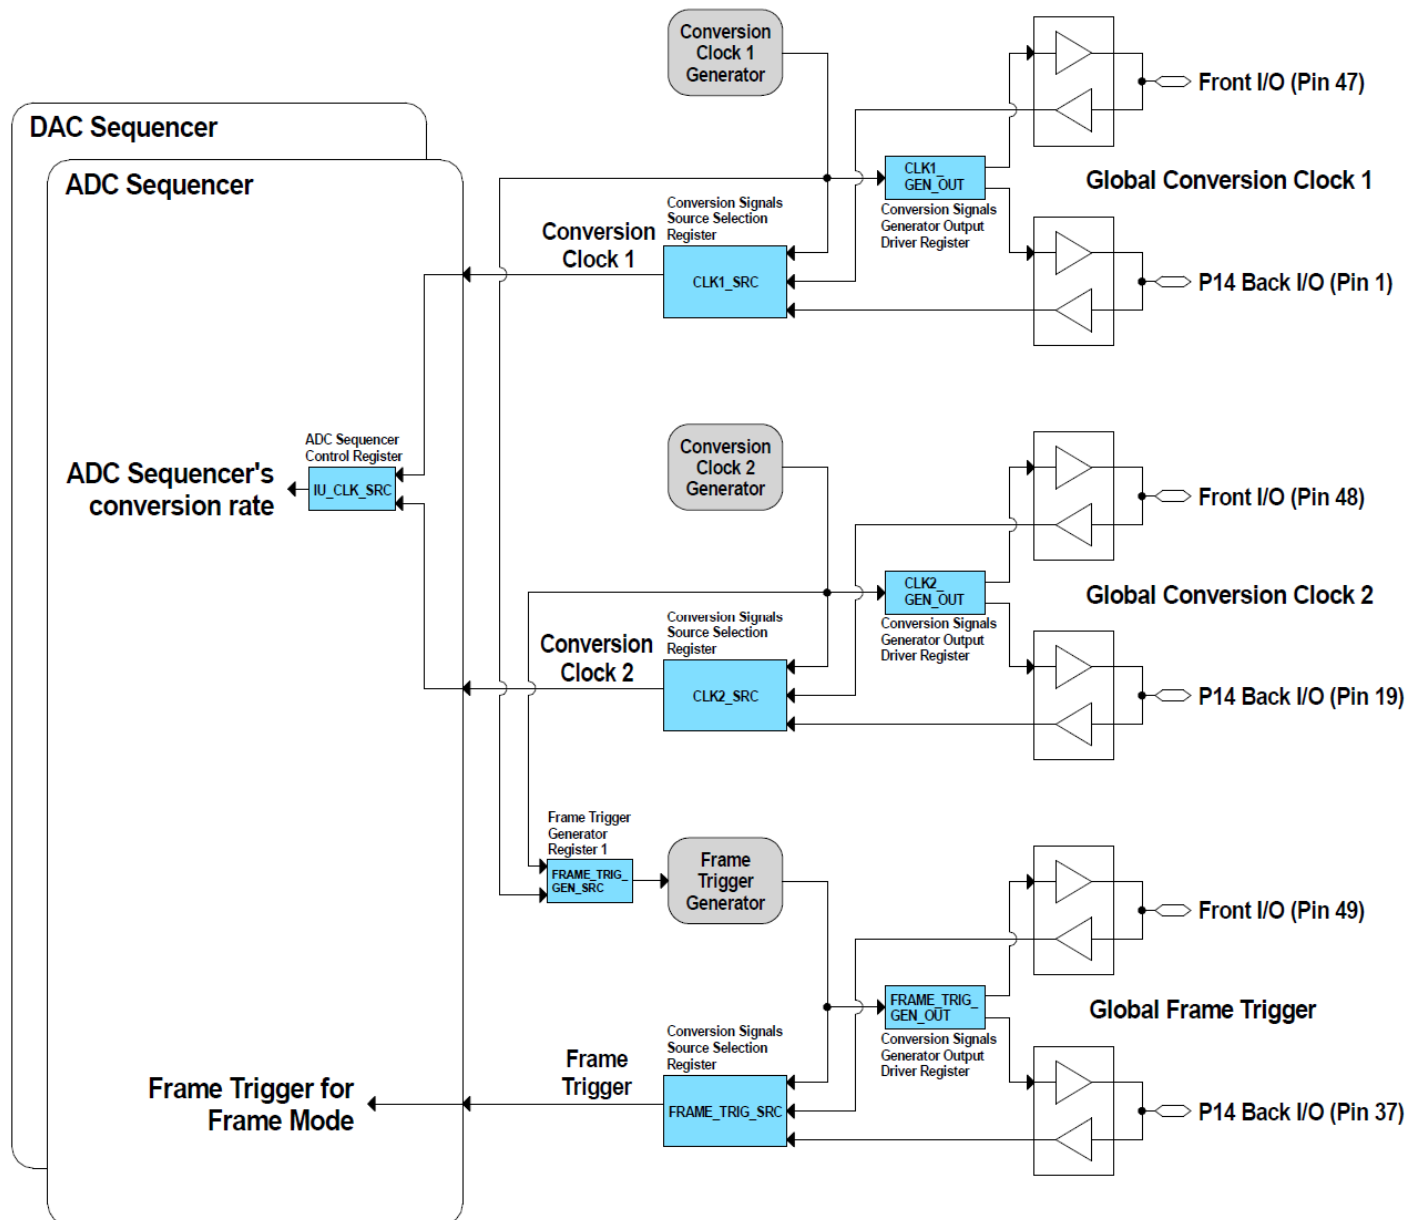 Conversion
Clock 1
Generator
Front I/O (Pin 47)
DAC Sequencer
ADC Sequencer
CLK1_
GEN_OUT
Global Conversion Clock 1
Conversion Signals
Source Selection
Register
Conversion Signals
Generator Output
Driver Register
Conversion
Clock 1
CLK1_SRC
P14 Back I/O (Pin 1)
Conversion
Clock 2
Generator
ADC Sequencer
Control Register
IU_CLK_SRC
ADC Sequencer's
conversion rate
Front I/O (Pin 48)
CLK2_
GEN_OUT
Global Conversion Clock 2
Conversion Signals
Source Selection
Register
Conversion Signals
Generator Output
Driver Register
Conversion
Clock 2
CLK2_SRC
P14 Back I/O (Pin 19)
Frame Trigger
Generator
Register 1
FRAME_TRIG_
GEN_SRC
Frame
Trigger
Generator
Front I/O (Pin 49)
FRAME_TRIG_
GEN_OUT
Global Frame Trigger
Conversion Signals
Source Selection
Register
Conversion Signals
Generator Output
Driver Register
Frame
Trigger
FRAME_TRIG_SRC
Frame Trigger for
Frame Mode
P14 Back I/O (Pin 37)